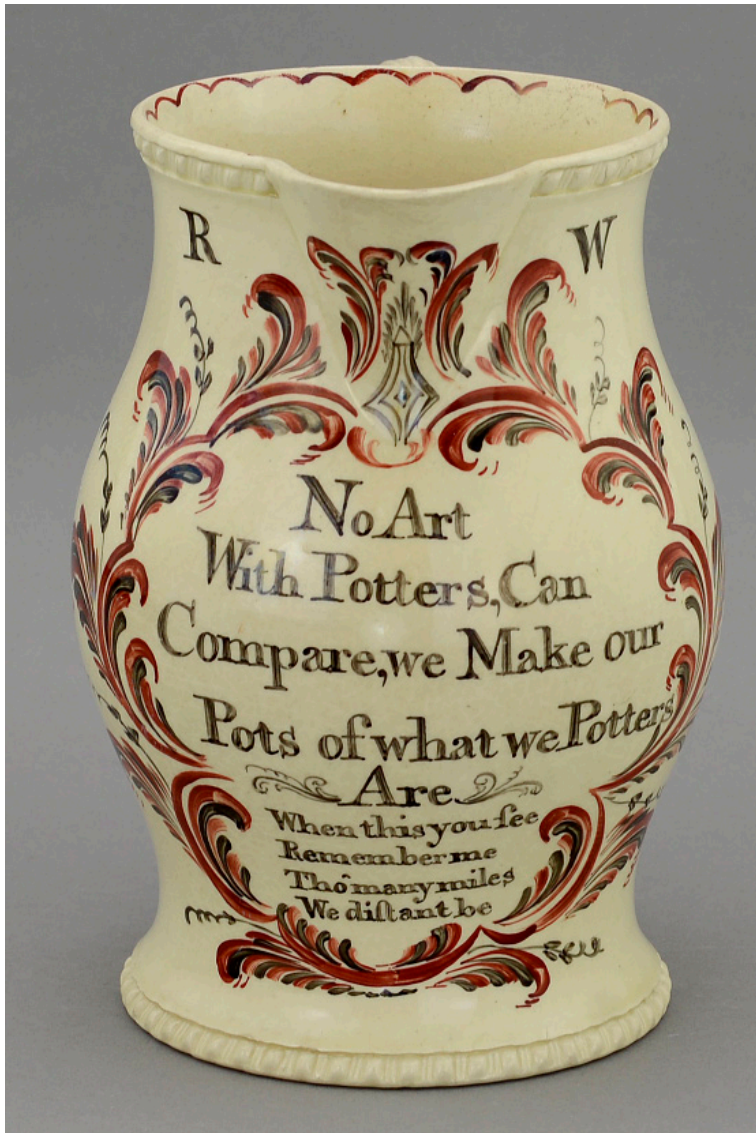 R W
No Art
With Potters, Can
Compare, we Make our
Pots of what we Potters
Are
When this you ſee
Remember me
Tho' many miles
We diſtant be